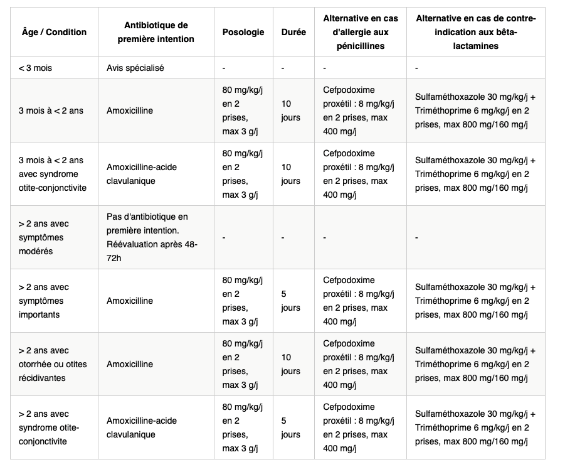 Âge / Condition
Antibiotique de
première intention
Posologie
Durée
Alternative en cas
d'allergie aux
pénicillines
Alternative en cas de contre-
indication aux bêta-
lactamines
< 3 mois
Avis spécialisé
-
-
-
-
3 mois à < 2 ans
Amoxicilline
80 mg/kg/j
en 2
prises,
max 3 g/j
10
jours
Cefpodoxime
proxétil : 8 mg/kg/j
en 2 prises, max
400 mg/j
Sulfaméthoxazole 30 mg/kg/j +
Triméthoprime 6 mg/kg/j en 2
prises, max 800 mg/160 mg/j
3 mois à < 2 ans
avec syndrome
otite-conjonctivite
Amoxicilline-acide
clavulanique
80 mg/kg/j
en 2
prises,
max 3 g/j
10
jours
Cefpodoxime
proxétil : 8 mg/kg/j
en 2 prises, max
400 mg/j
Sulfaméthoxazole 30 mg/kg/j +
Triméthoprime 6 mg/kg/j en 2
prises, max 800 mg/160 mg/j
> 2 ans avec
symptômes
modérés
Pas d'antibiotique en
première intention.
Réévaluation après 48-
72h
-
-
-
-
> 2 ans avec
symptômes
importants
Amoxicilline
80 mg/kg/j
en 2
prises,
max 3 g/j
5
jours
Cefpodoxime
proxétil : 8 mg/kg/j
en 2 prises, max
400 mg/j
Sulfaméthoxazole 30 mg/kg/j +
Triméthoprime 6 mg/kg/j en 2
prises, max 800 mg/160 mg/j
> 2 ans avec
otorrhée ou otites
récidivantes
Amoxicilline
80 mg/kg/j
en 2
prises,
max 3 g/j
10
jours
Cefpodoxime
proxétil : 8 mg/kg/j
en 2 prises, max
400 mg/j
Sulfaméthoxazole 30 mg/kg/j +
Triméthoprime 6 mg/kg/j en 2
prises, max 800 mg/160 mg/j
> 2 ans avec
syndrome otite-
conjonctivite
Amoxicilline-acide
clavulanique
80 mg/kg/j
en 2
prises,
max 3 g/j
5
jours
Cefpodoxime
proxétil : 8 mg/kg/j
en 2 prises, max
400 mg/j
Sulfaméthoxazole 30 mg/kg/j +
Triméthoprime 6 mg/kg/j en 2
prises, max 800 mg/160 mg/j